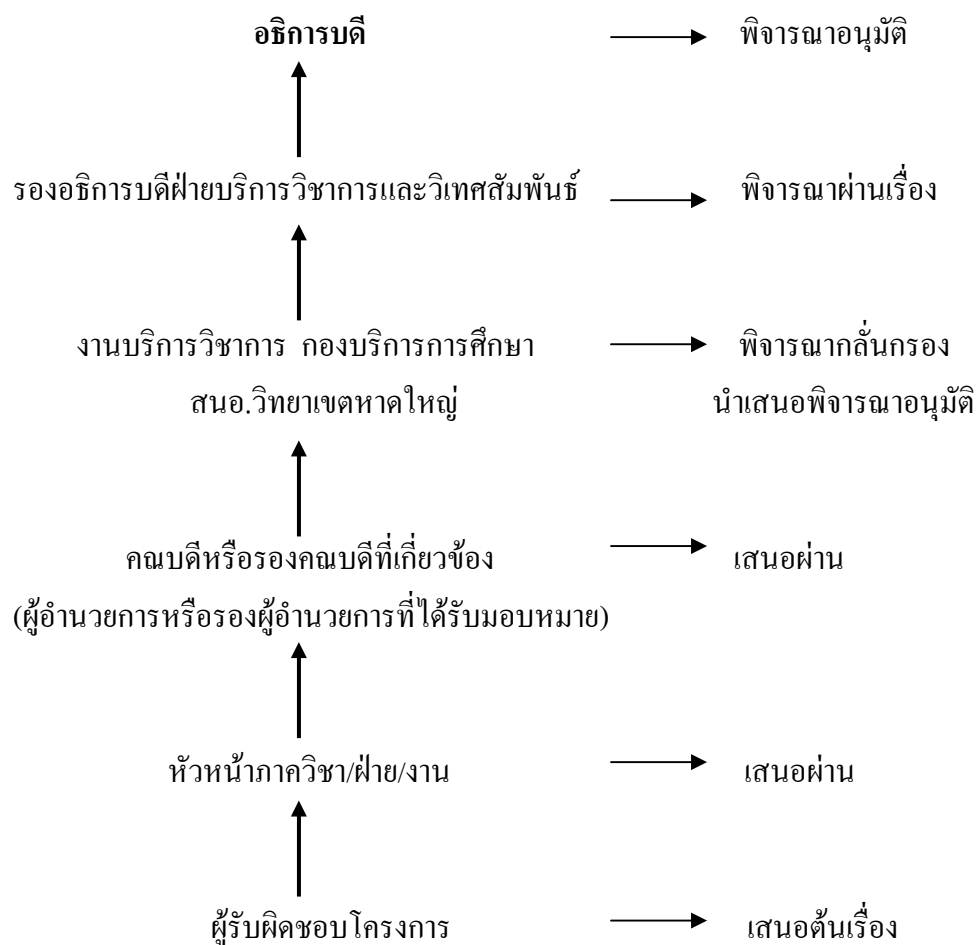 อธิการบดี พิจารณาอนุมัติ
รองอธิการบดีฝ่ายบริการวิชาการและวิเทศสัมพันธ์ พิจารณาผ่านเรื่อง
งานบริการวิชาการ กองบริการการศึกษา พิจารณากลั่นกรอง
สนอ.วิทยาเขตหาดใหญ่ นำเสนอพิจารณาอนุมัติ
คณบดีหรือรองคณบดีที่เกี่ยวข้อง เสนอผ่าน
(ผู้อำนวยการหรือรองผู้อำนวยการที่ได้รับมอบหมาย)
หัวหน้าภาควิชา/ฝ่าย/งาน เสนอผ่าน
ผู้รับผิดชอบโครงการ เสนอต้นเรื่อง